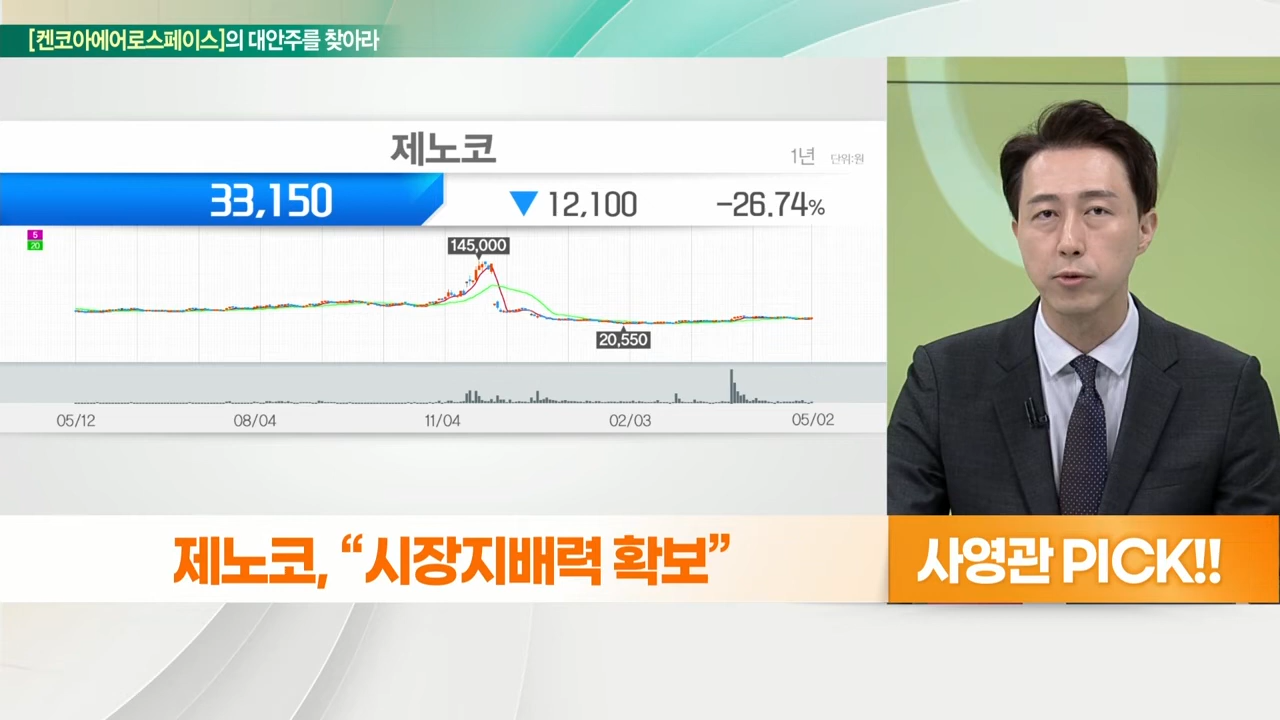 [켄코아에어로스페이스]의 대안주를 찾아라
제노코
1년 단위:원
33,150 ▼ 12,100 -26.74%
5
20
145,000
20,550
05/12 08/04 11/04 02/03 05/02
제노코, “시장지배력 확보”
사영관 PICK!!